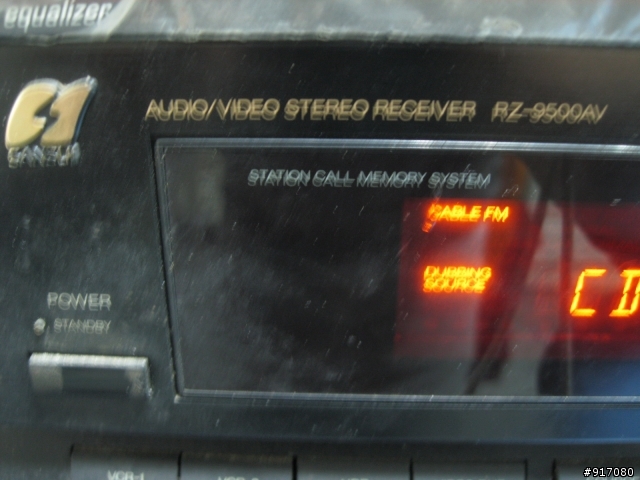 equalizer
AUDIO/VIDEO STEREO RECEIVER RZ-9500AV
SANSUI
STATION CALL MEMORY SYSTEM
CABLE FM
DUBBING
SOURCE
CD
POWER
STANDBY
VCR-1
#917080